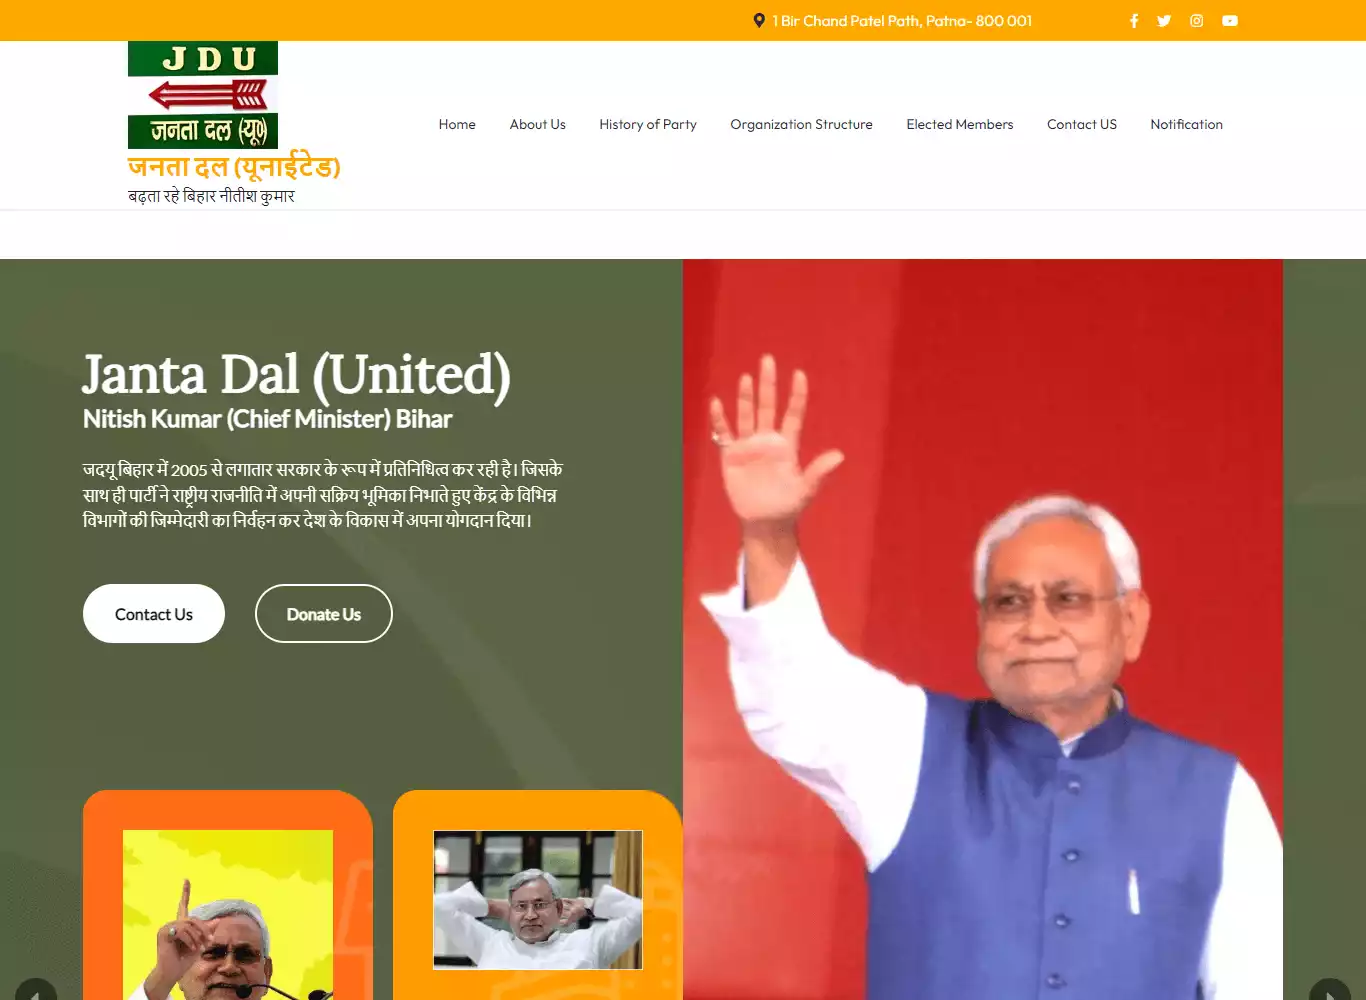 1 Bir Chand Patel Path, Patna- 800 001
J D U
जनता दल (यू०)
जनता दल (यूनाईटेड)
बढ़ता रहे बिहार नीतीश कुमार
Home About Us History of Party Organization Structure Elected Members Contact US Notification
Janta Dal (United)
Nitish Kumar (Chief Minister) Bihar
जदयू बिहार में 2005 से लगातार सरकार के रूप में प्रतिनिधित्व कर रही है। जिसके
साथ ही पार्टी ने राष्ट्रीय राजनीति में अपनी सक्रिय भूमिका निभाते हुए केंद्र के विभिन्न
विभागों की जिम्मेदारी का निर्वहन कर देश के विकास में अपना योगदान दिया।
Contact Us Donate Us